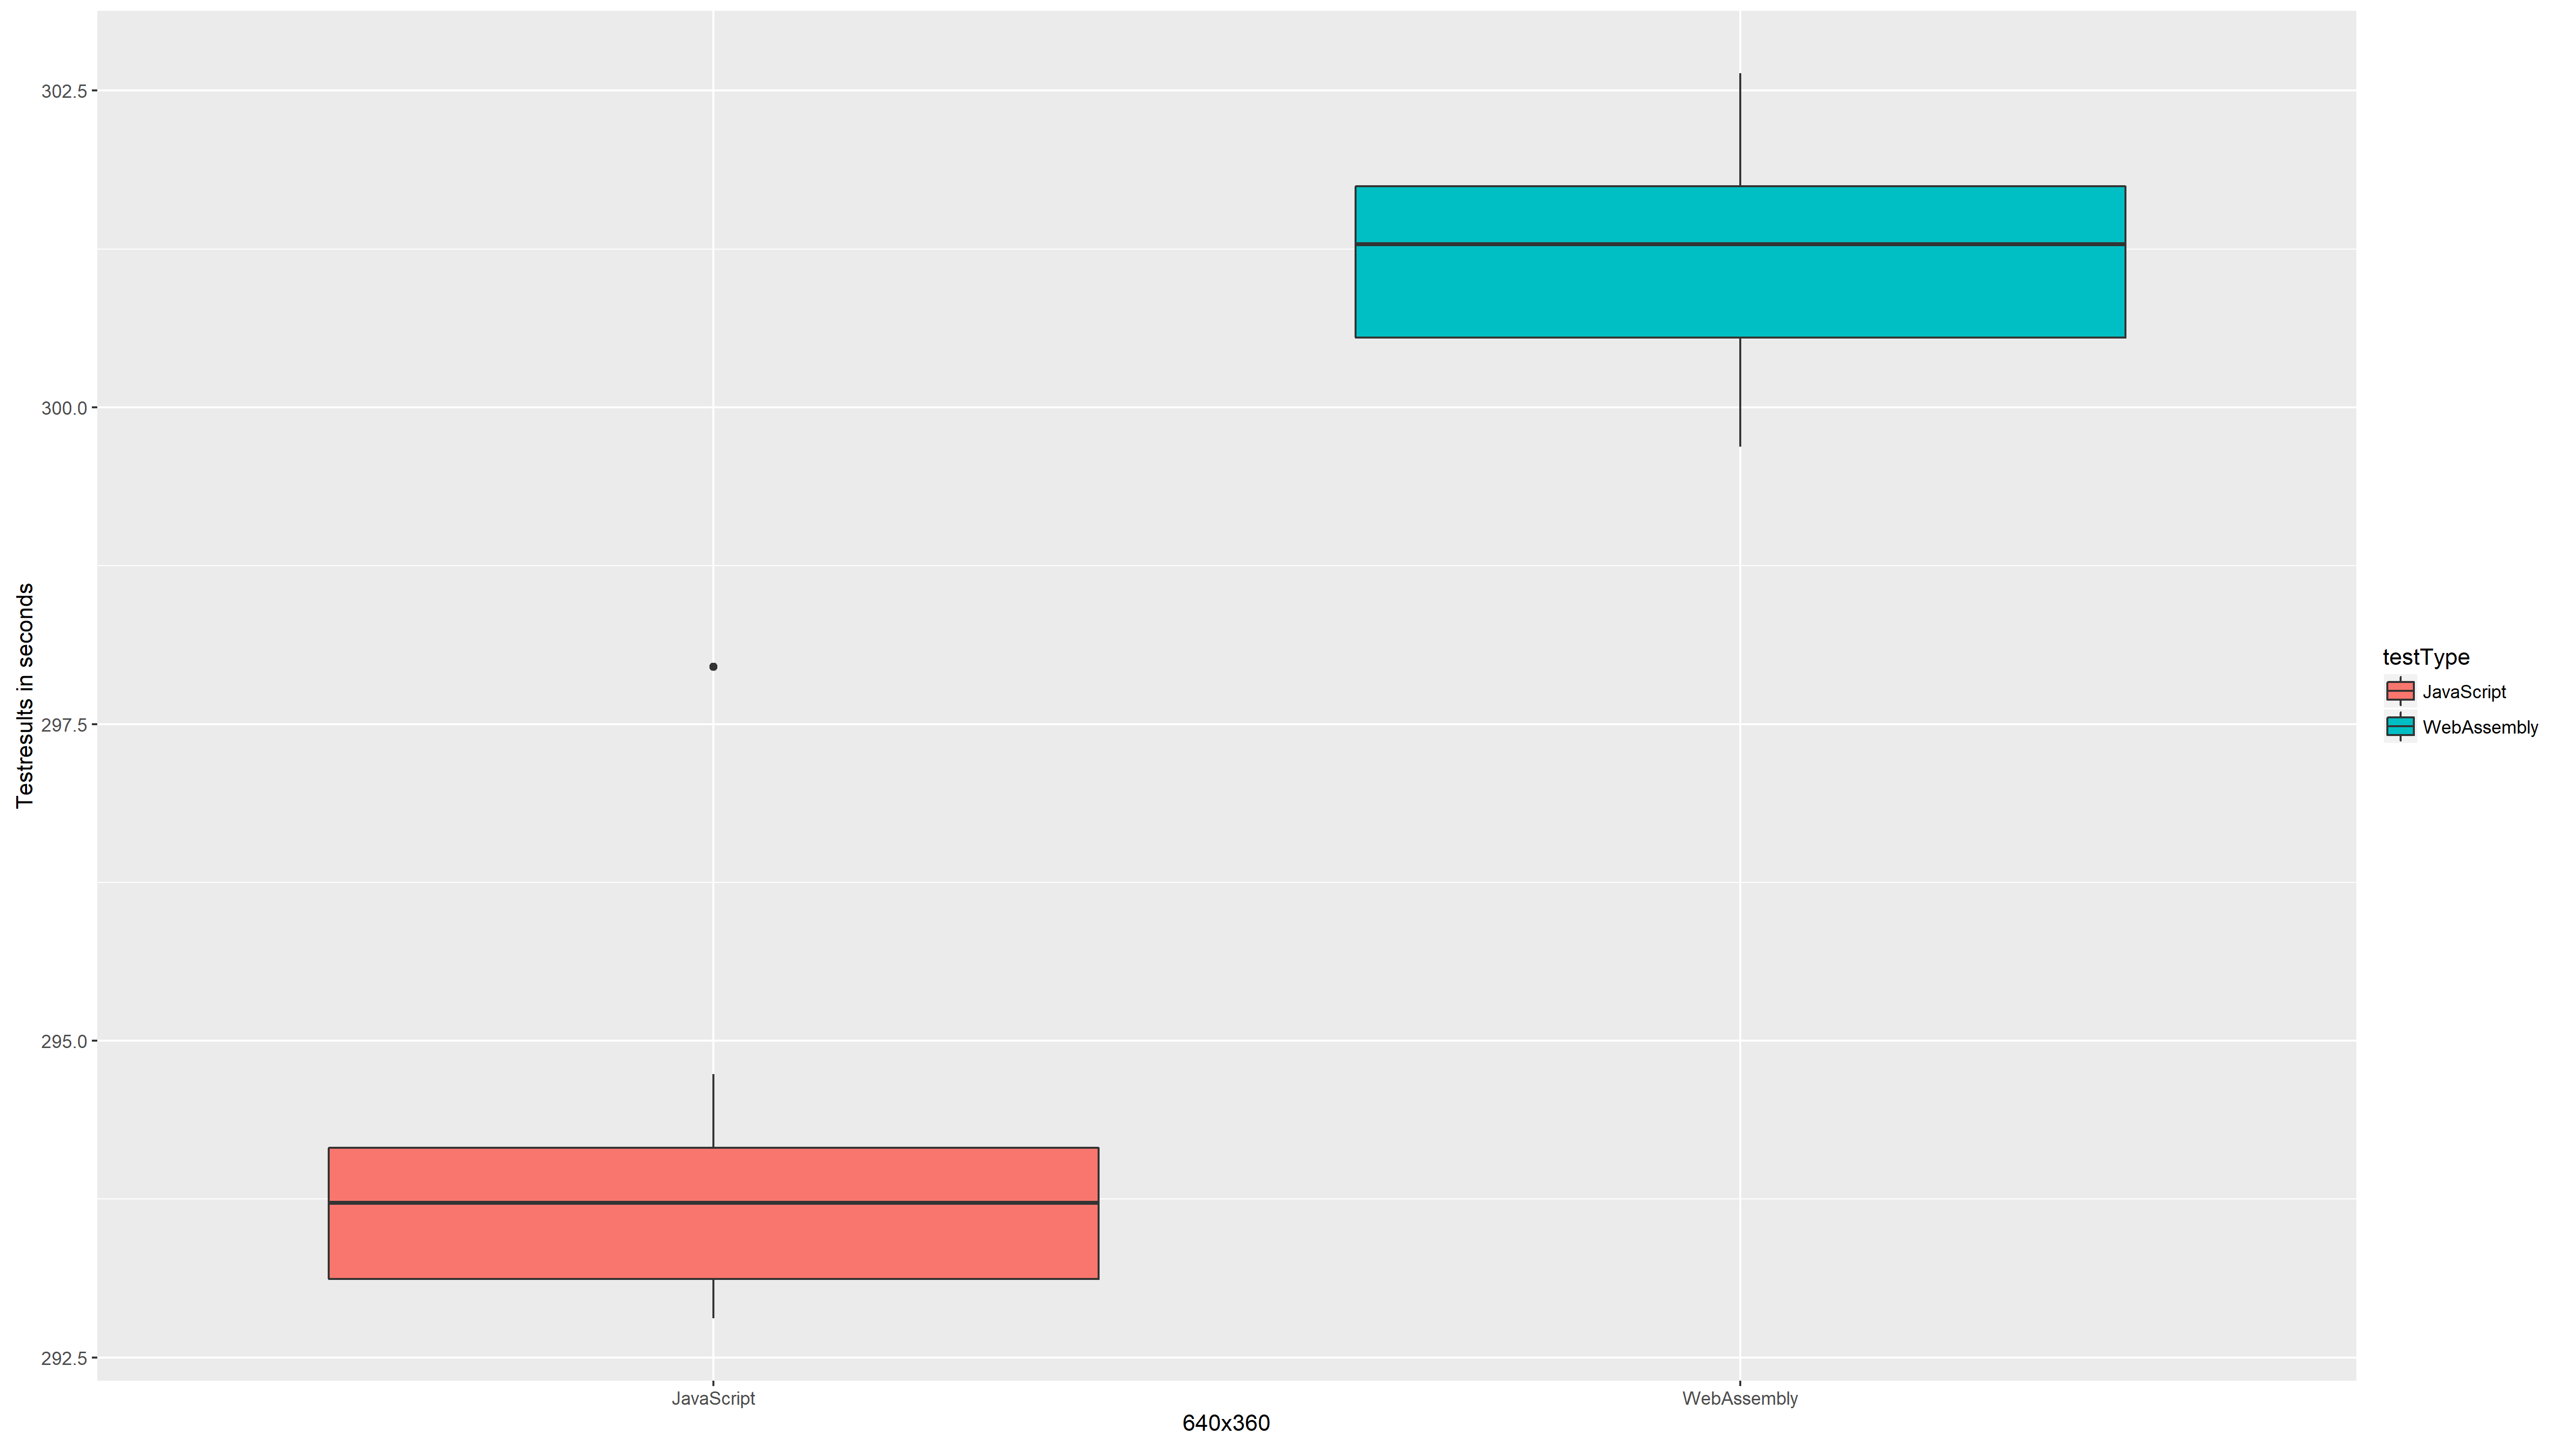 302.5
300.0
297.5
295.0
292.5
Testresults in seconds
JavaScript
WebAssembly
640x360
testType
JavaScript
WebAssembly